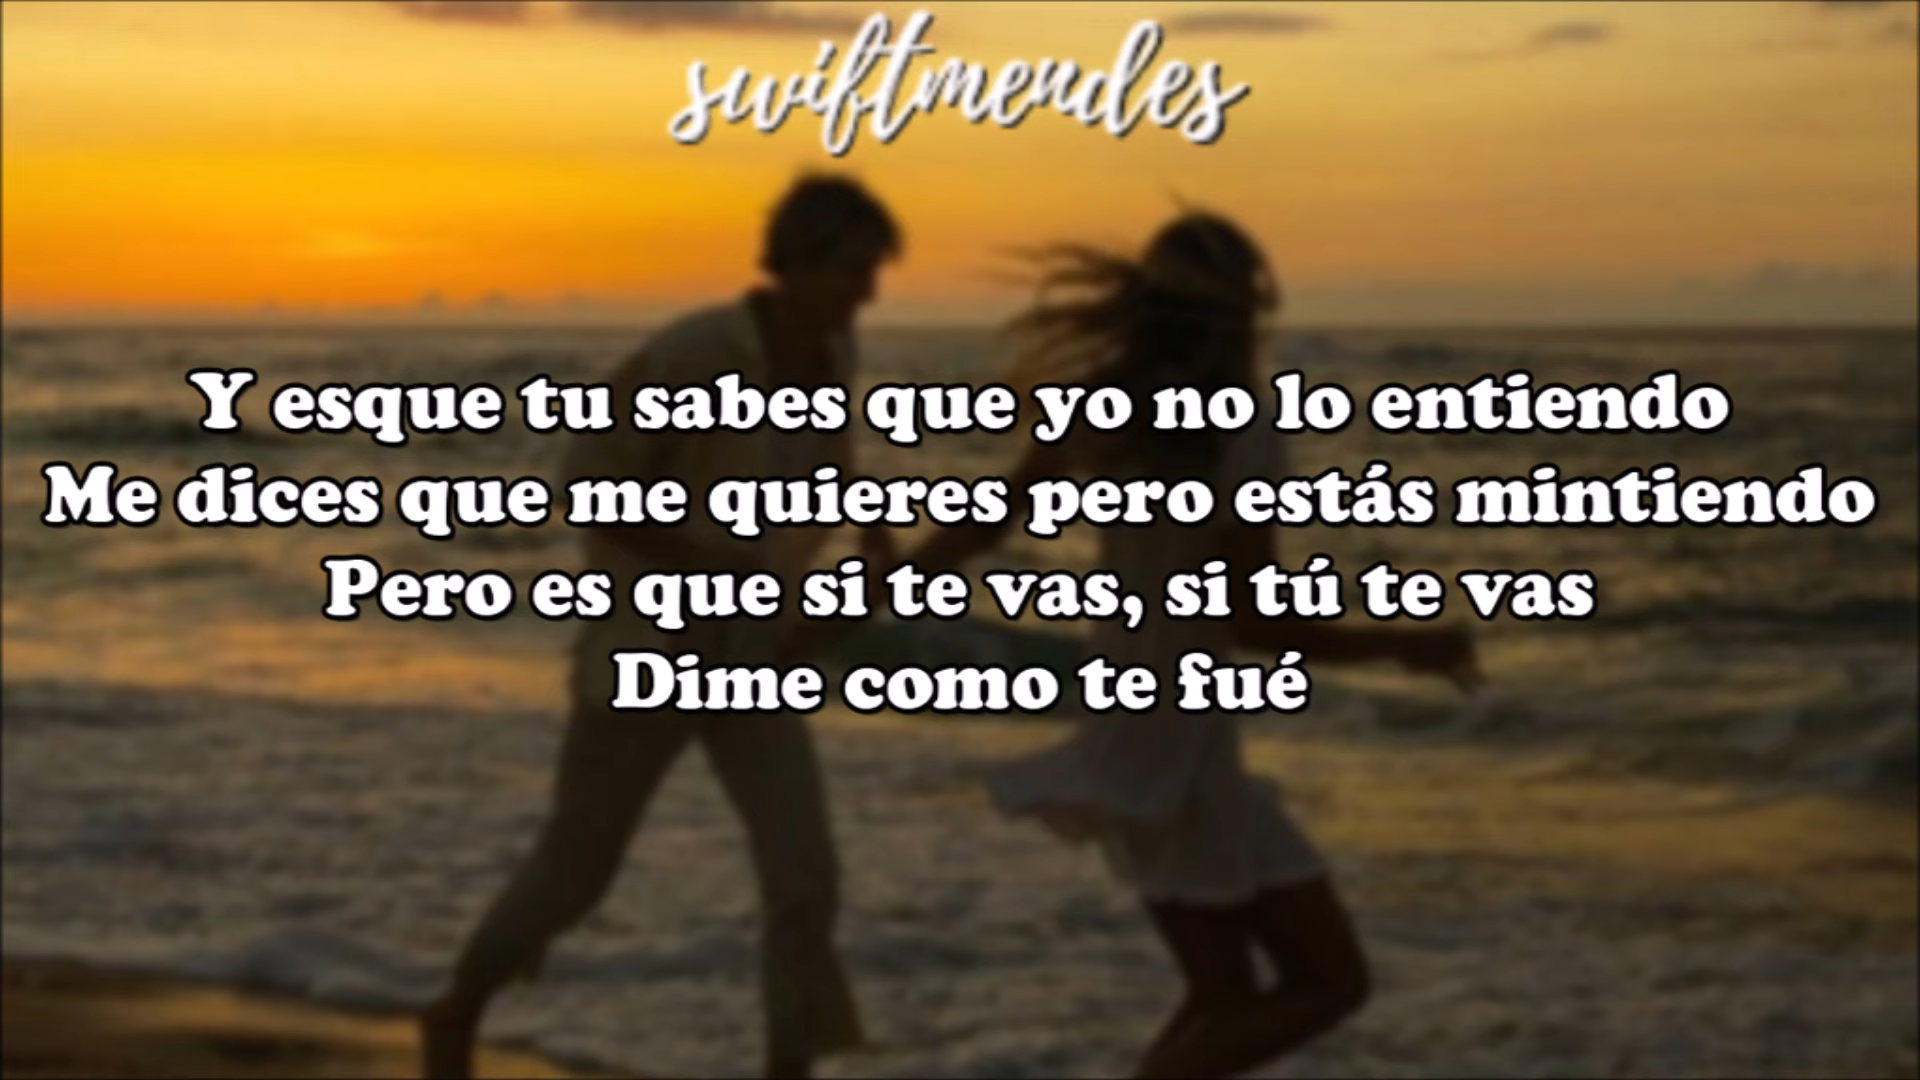 swiftmendes
Y esque tu sabes que yo no lo entiendo
Me dices que me quieres pero estás mintiendo
Pero es que si te vas, si tú te vas
Dime como te fué